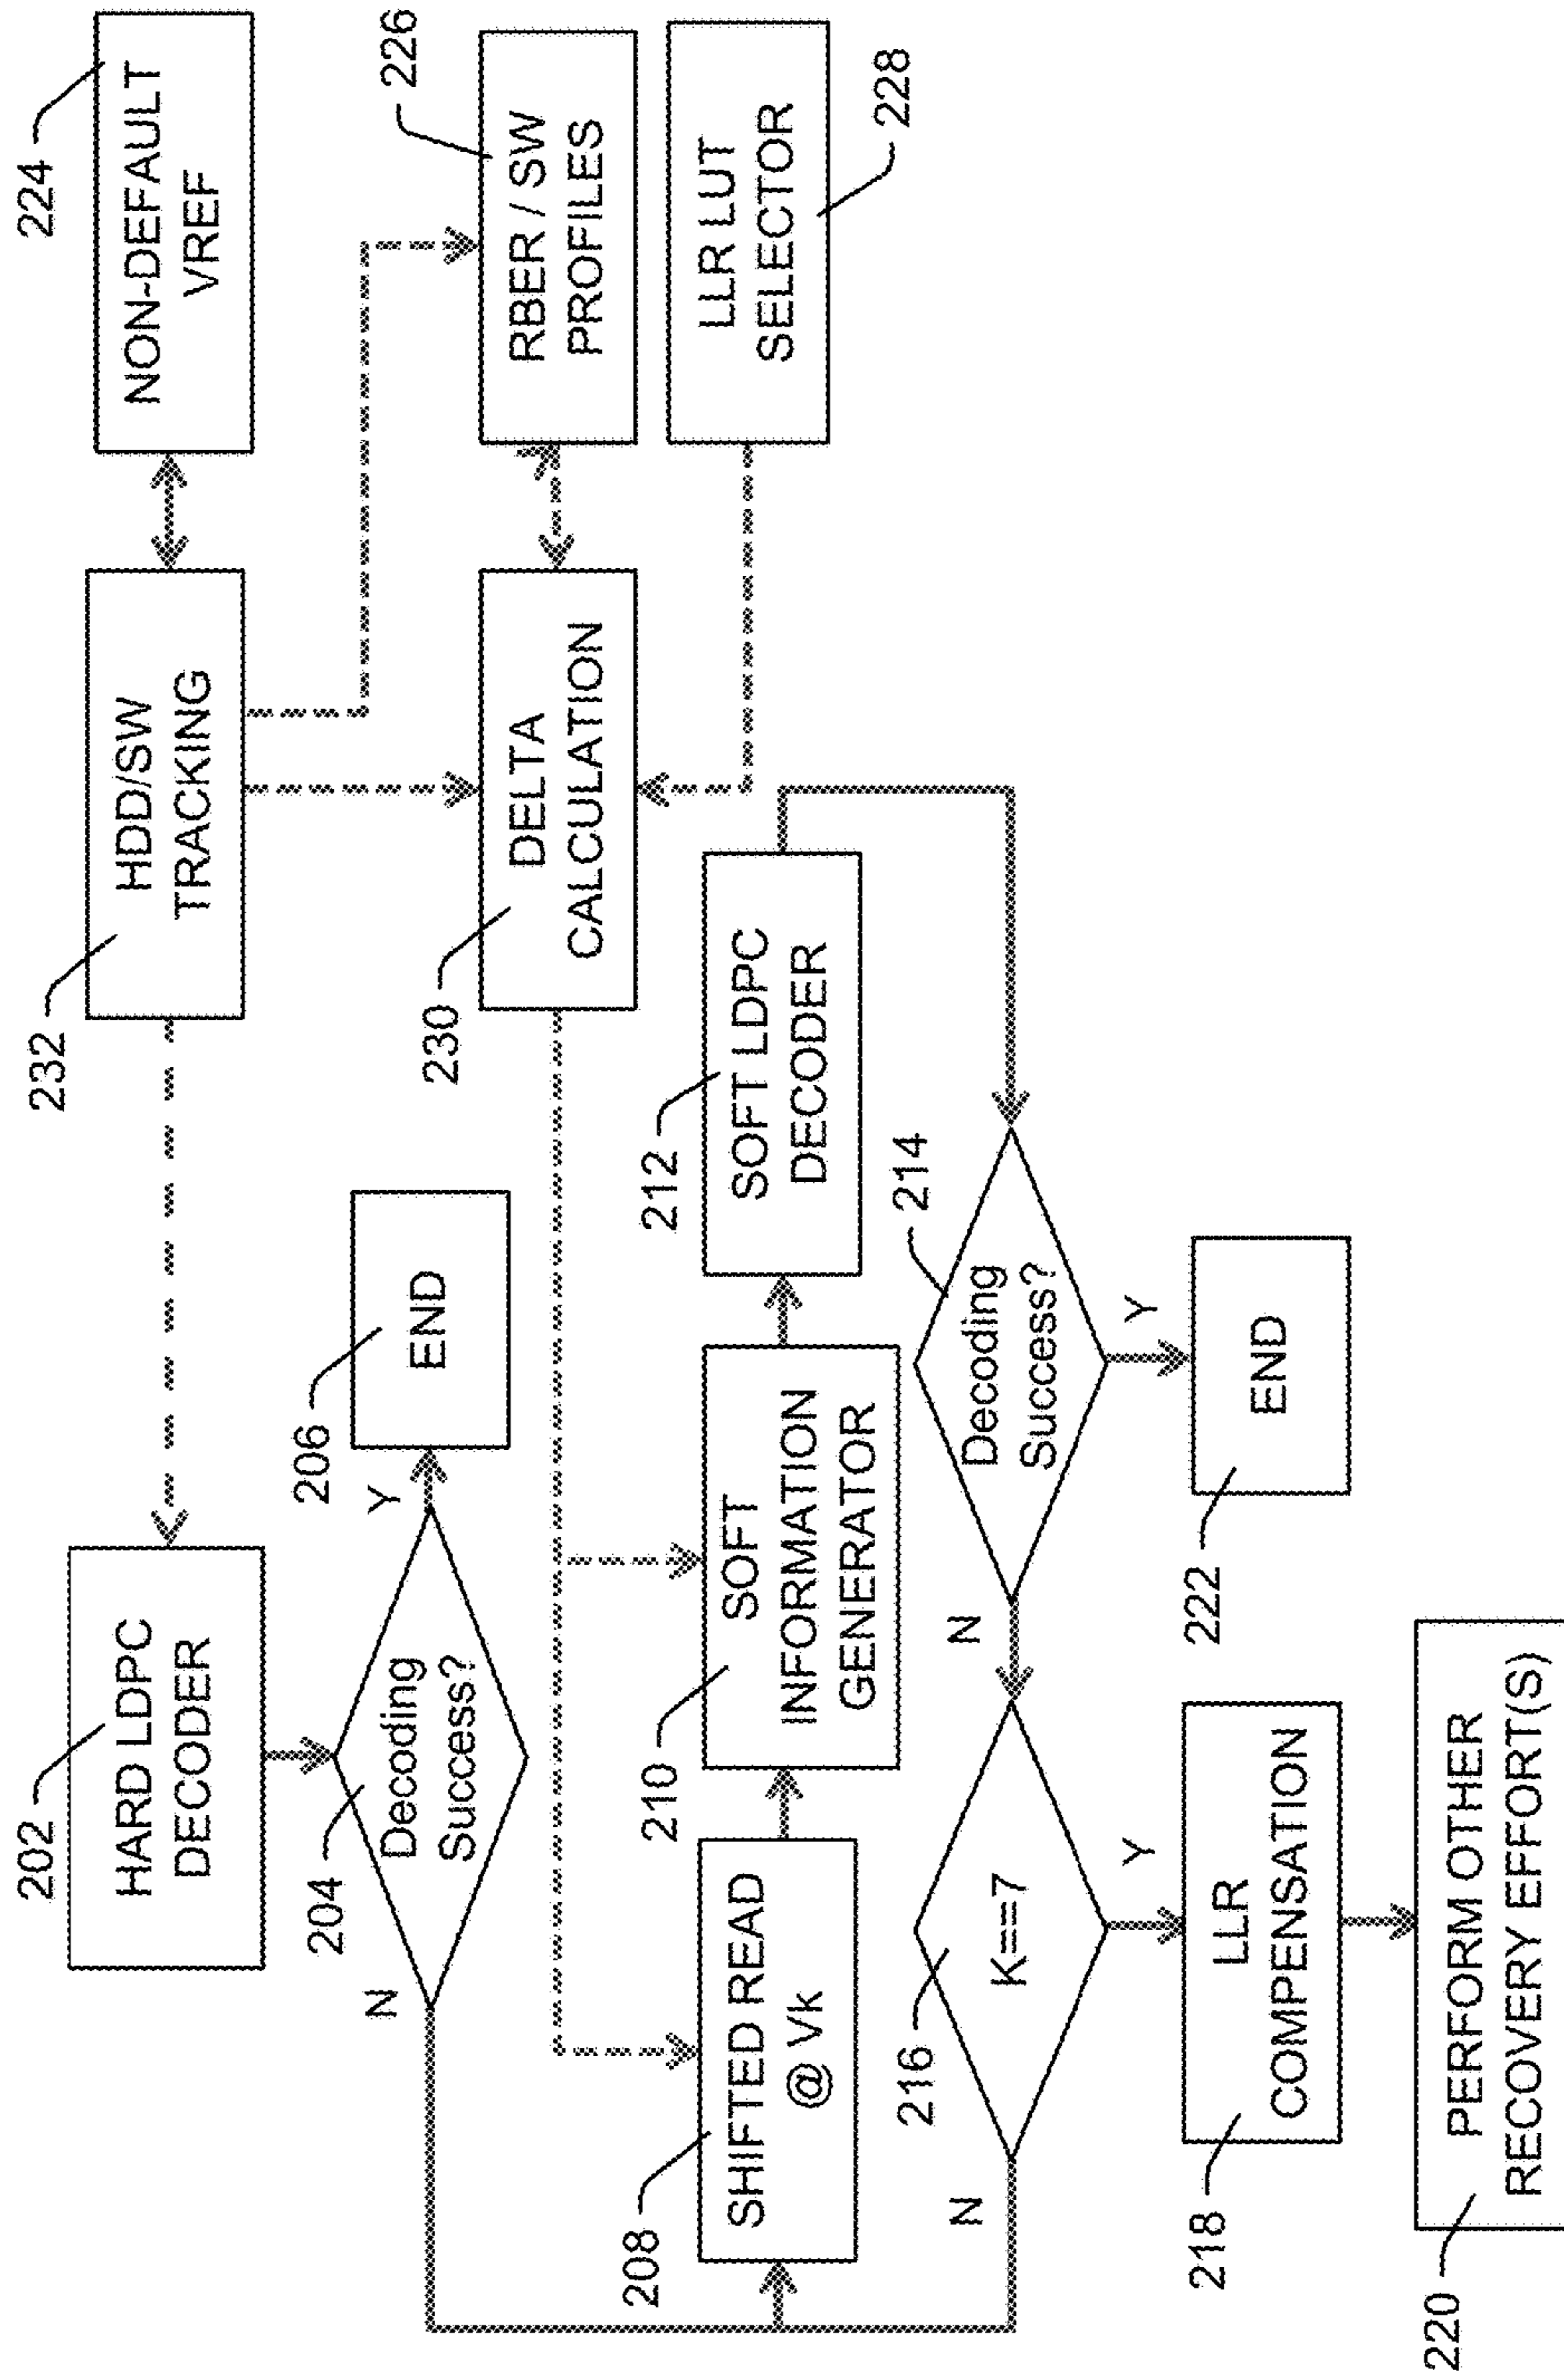 202
HARD LDPC
DECODER
232
HDD/SW
TRACKING
224
NON-DEFAULT
VREF
204
Decoding
Success?
N
Y
206
END
230
DELTA
CALCULATION
226
RBER / SW
PROFILES
208
SHIFTED READ
@ Vk
210
SOFT
INFORMATION
GENERATOR
212
SOFT LDPC
DECODER
LLR LUT
SELECTOR
228
216
K==7
N
Y
214
Decoding
Success?
N
Y
218
LLR
COMPENSATION
222
END
220
PERFORM OTHER
RECOVERY EFFORT(S)